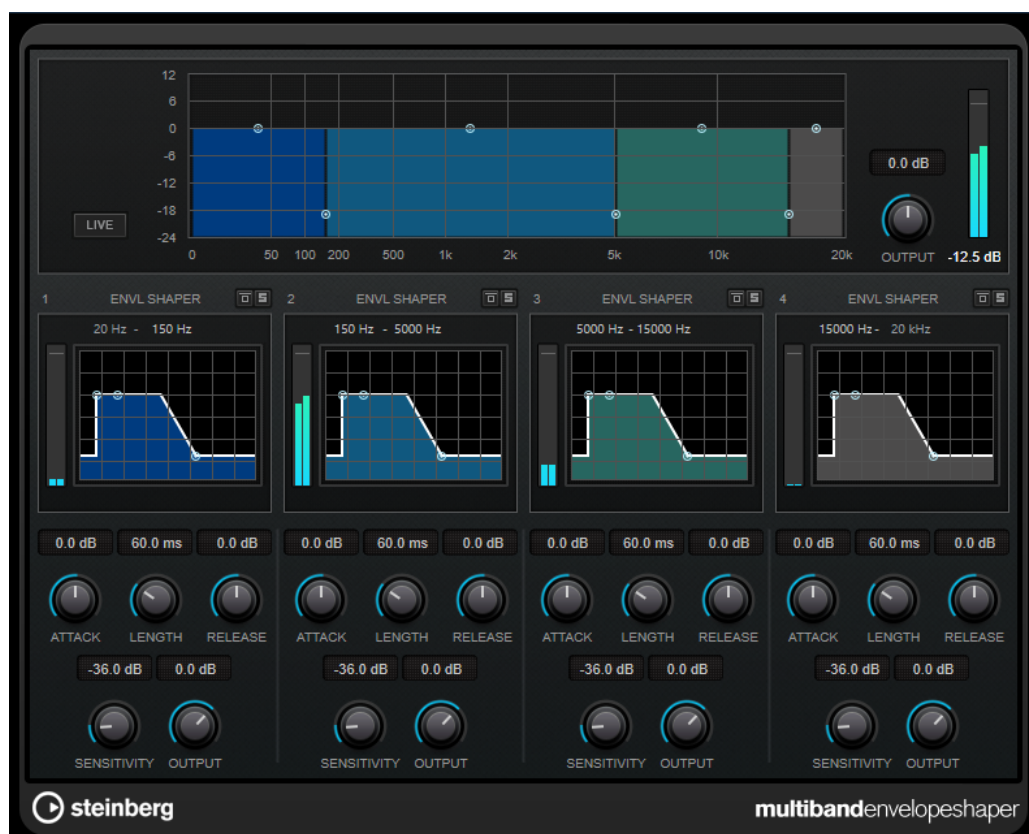 12
6
0
-6
-12
-18
-24
LIVE
0 50 100 200 500 1k 2k 5k 10k 20k
0.0 dB
OUTPUT -12.5 dB
1 ENVL SHAPER S 2 ENVL SHAPER S 3 ENVL SHAPER S 4 ENVL SHAPER S
20 Hz - 150 Hz 150 Hz - 5000 Hz 5000 Hz - 15000 Hz 15000 Hz - 20 kHz
0.0 dB 60.0 ms 0.0 dB 0.0 dB 60.0 ms 0.0 dB 0.0 dB 60.0 ms 0.0 dB 0.0 dB 60.0 ms 0.0 dB
ATTACK LENGTH RELEASE ATTACK LENGTH RELEASE ATTACK LENGTH RELEASE ATTACK LENGTH RELEASE
-36.0 dB 0.0 dB -36.0 dB 0.0 dB -36.0 dB 0.0 dB -36.0 dB 0.0 dB
SENSITIVITY OUTPUT SENSITIVITY OUTPUT SENSITIVITY OUTPUT SENSITIVITY OUTPUT
steinberg multibandenvelopeshaper